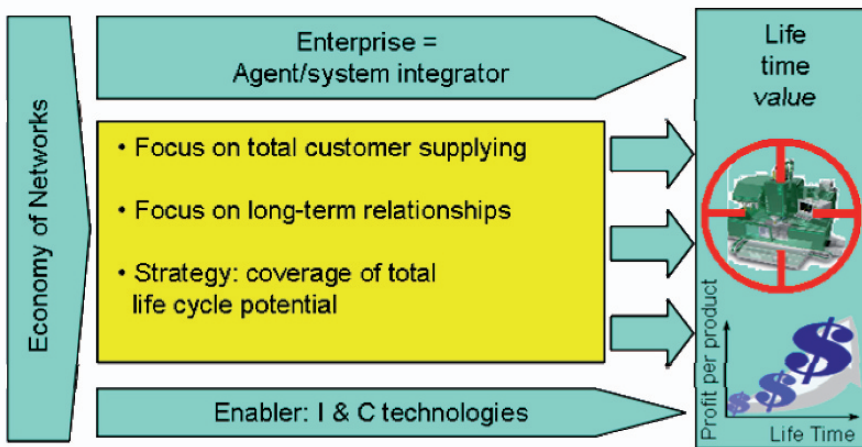 Economy of Networks
Enterprise =
Agent/system integrator
• Focus on total customer supplying
• Focus on long-term relationships
• Strategy: coverage of total
life cycle potential
Enabler: I & C technologies
Life
time
value
Profit per product
$ $ $
Life Time